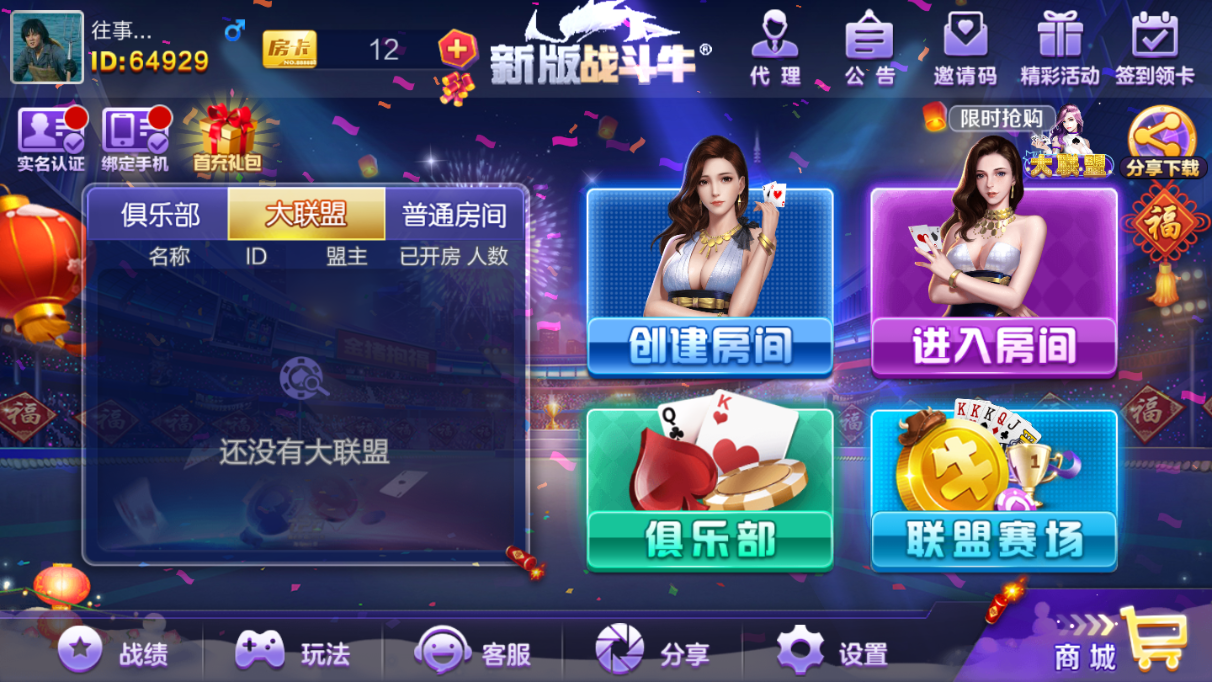 往事...
ID:64929
房卡
NO.88888
12
新版战斗牛®
代理
公告
邀请码
精彩活动
签到领卡
实名认证
绑定手机
首充礼包
限时抢购
大联盟
分享下载
俱乐部
大联盟
普通房间
名称
ID
盟主
已开房
人数
还没有大联盟
创建房间
进入房间
Q
K
俱乐部
K K K Q J
牛
1
联盟赛场
福
福
福
战绩
玩法
客服
分享
设置
商城